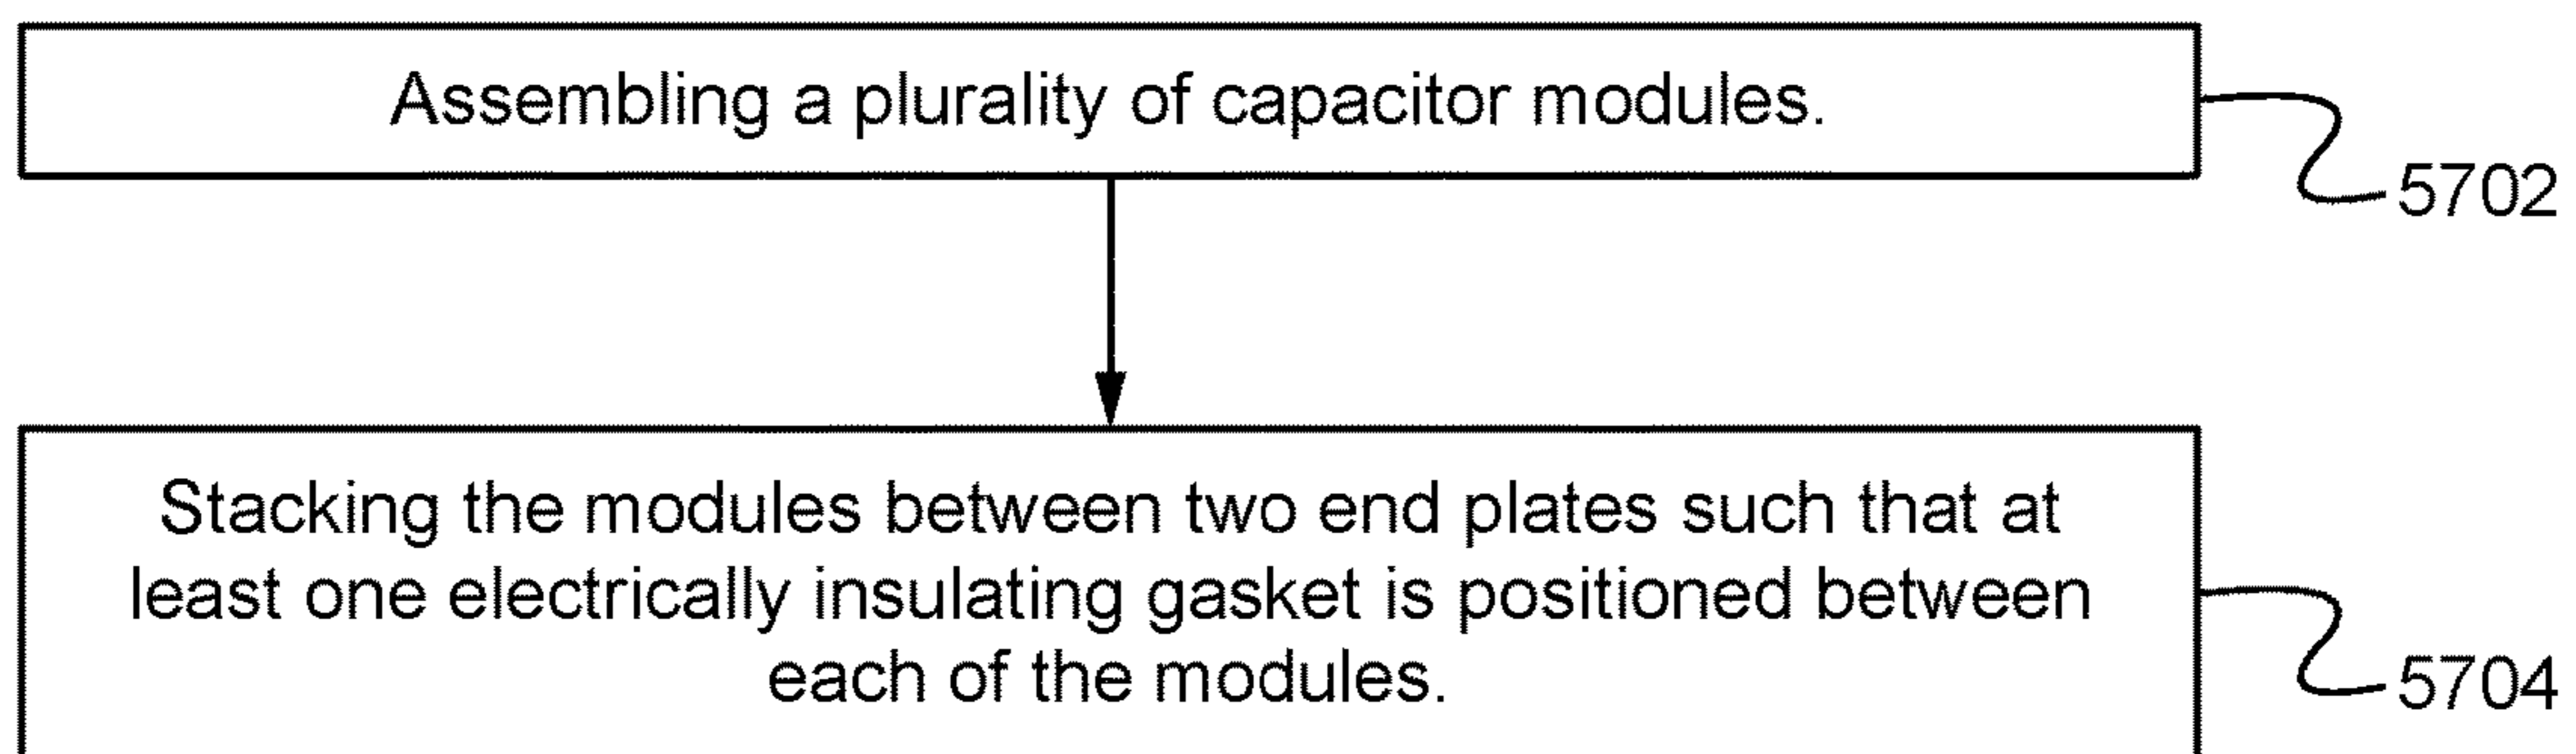 Assembling a plurality of capacitor modules.
5702
Stacking the modules between two end plates such that at
least one electrically insulating gasket is positioned between
each of the modules.
5704